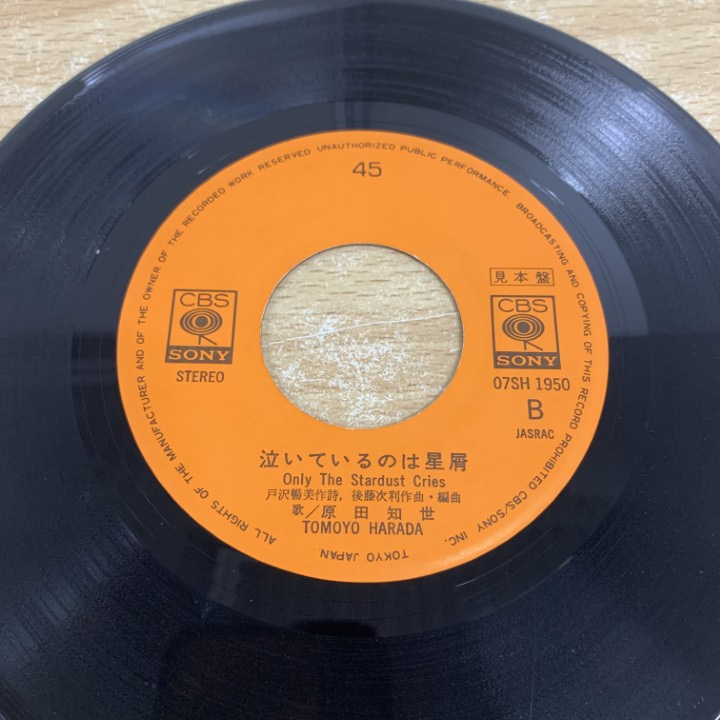 ALL RIGHTS OF THE MANUFACTURER AND OF THE OWNER OF THE RECORDED WORK RESERVED UNAUTHORIZED PUBLIC PERFORMANCE. BROADCASTING AND COPYING OF THIS RECORD PROHIBITED CBS/SONY INC. TOKYO JAPAN.
45
CBS
SONY
STEREO
見本盤
CBS
SONY
07SH 1950
B
JASRAC
泣いているのは星屑
Only The Stardust Cries
戸沢暢美作詩, 後藤次利作曲・編曲
歌/原田知世
TOMOYO HARADA